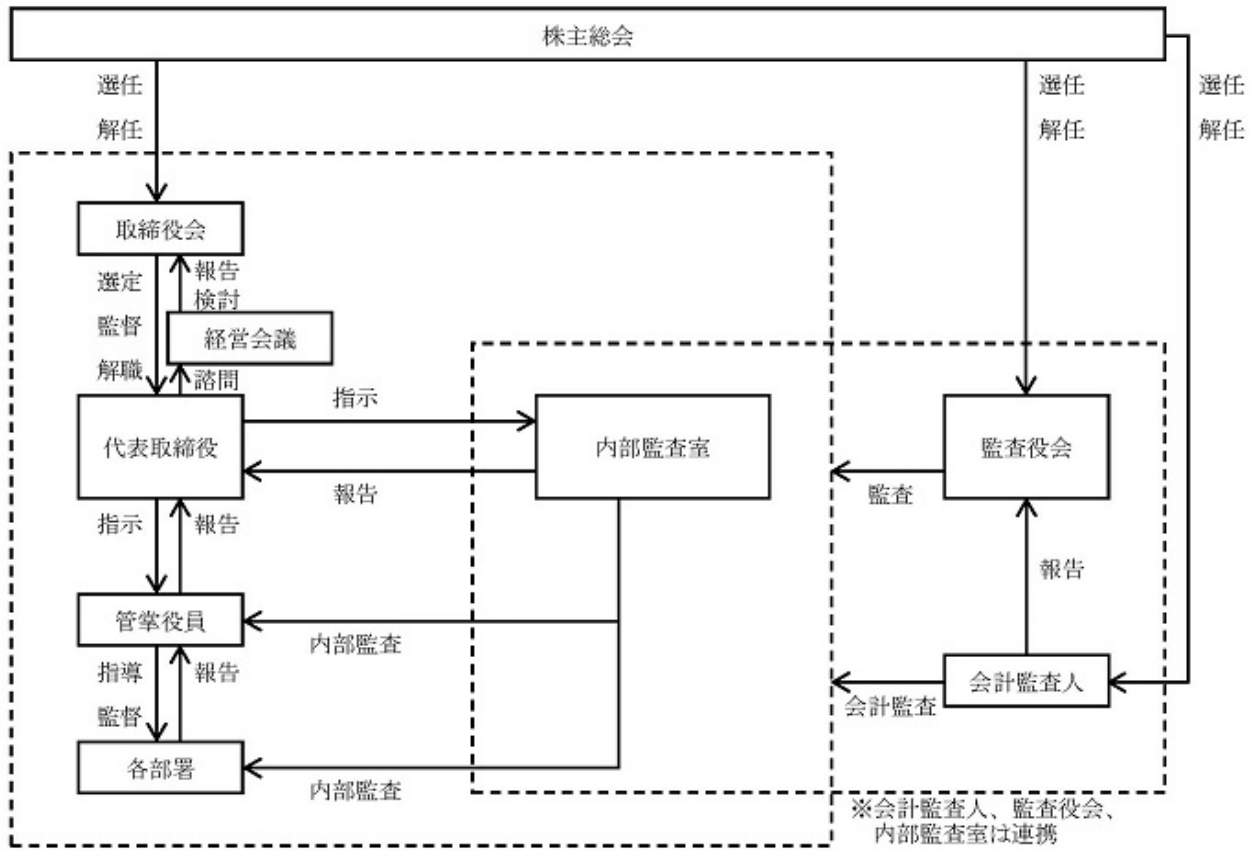 株主総会
選任
解任
選任
解任
選任
解任
取締役会
選定
監督
解職
報告
検討
経営会議
諮問
代表取締役
指示
報告
内部監査室
監査役会
監査
指示
報告
報告
管掌役員
内部監査
指導
監督
報告
会計監査人
会計監査
各部署
内部監査
※会計監査人、監査役会、
内部監査室は連携